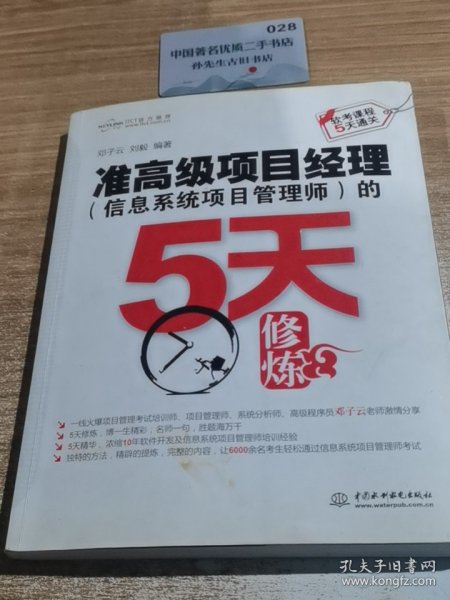 028
中国著名优质二手书店
孙先生古旧书店
软考课程
5天通关
www.bct.com.cn
邓子云 刘毅 编著
准高级项目经理
（信息系统项目管理师）的
5天
修炼
一线火爆项目管理考试培训师、项目管理师、系统分析师、高级程序员邓子云老师激情分享
5天修炼，博一生精彩；名师一句，胜题海万千
5天精华，浓缩10年软件开发及信息系统项目管理师培训经验
独特的方法，精辟的提炼，完整的内容，让6000余名考生轻松通过信息系统项目管理师考试
中国水利水电出版社
www.waterpub.com.cn
孔夫子旧书网
www.kongfz.com